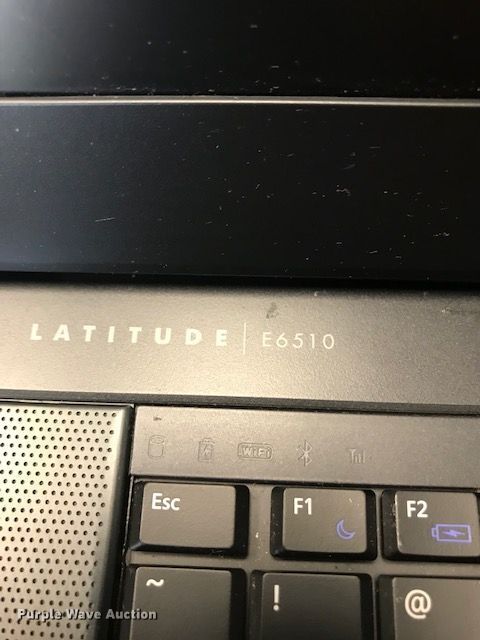 LATITUDE | E6510
WiFi
Esc F1 F2
~ ! @
Purple Wave Auction